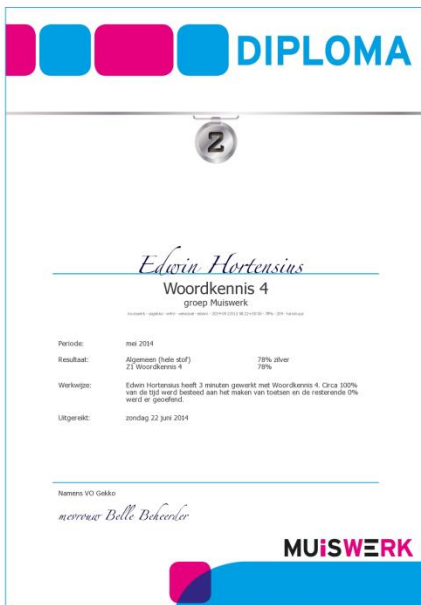 DIPLOMA
Z
Edwin Hortensius
Woordkennis 4
groep Muiswerk
Periode: mei 2014
Resultaat: Algemeen (hele stof) 78% zilver
Z1 Woordkennis 4 78%
Werkwijze: Edwin Hortensius heeft 3 minuten gewerkt met Woordkennis 4. Circa 100%
van de tijd werd besteed aan het maken van toetsen en de resterende 0%
werd er geoefend.
Uitgereikt: zondag 22 juni 2014
Namens VO Gekko
mevrouw Belle Beheerder
MUiSWERK